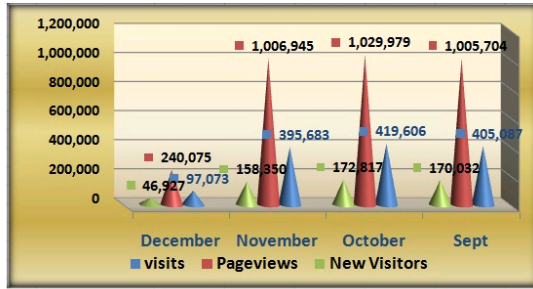 1,200,000
1,000,000
800,000
600,000
400,000
200,000
0
1,006,945
1,029,979
1,005,704
395,683
419,606
405,087
240,075
158,350
172,817
170,032
46,927
97,073
December
November
October
Sept
visits
Pageviews
New Visitors